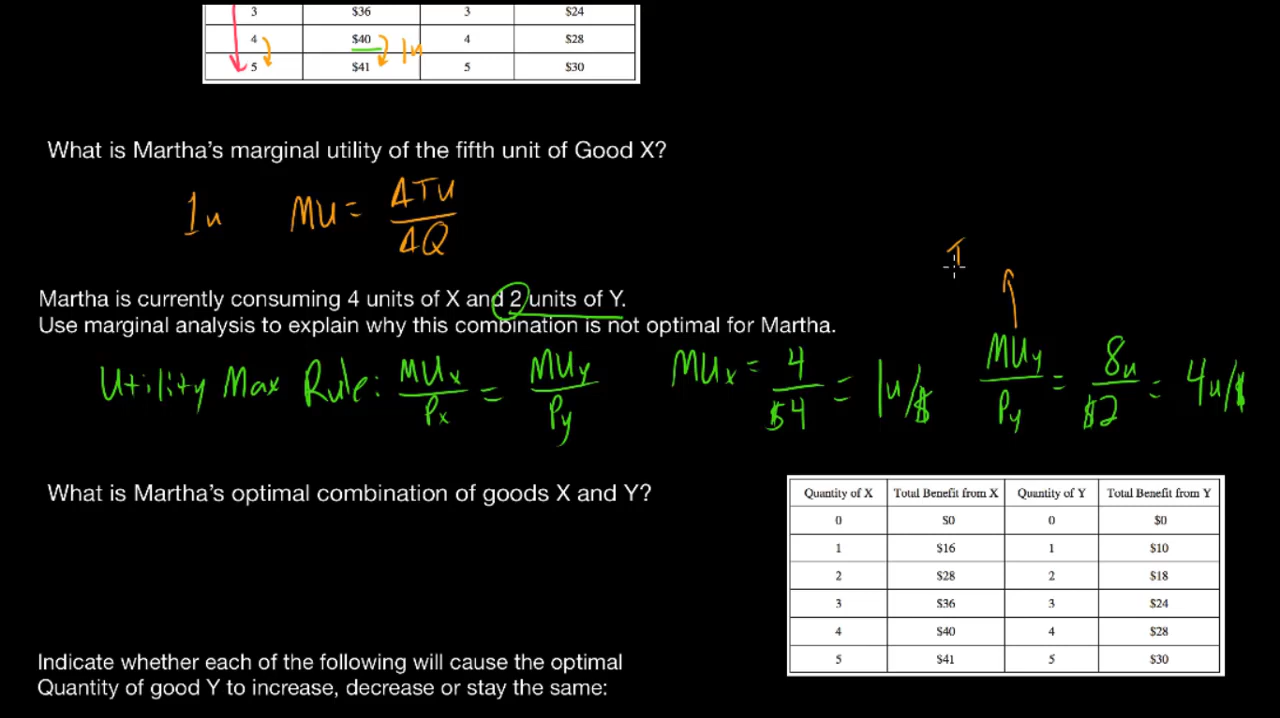 3 $36 3 $24
4 $40 4 $28
1u
5 $41 5 $30
What is Martha's marginal utility of the fifth unit of Good X?
1u MU = ΔTU / ΔQ
Martha is currently consuming 4 units of X and 2 units of Y.
Use marginal analysis to explain why this combination is not optimal for Martha.
Utility Max Rule: MUx / Px = MUy / Py MUx = 4 / $4 = 1u/$ MUy / Py = 8u / $2 = 4u/$
What is Martha's optimal combination of goods X and Y?
Quantity of X Total Benefit from X Quantity of Y Total Benefit from Y
0 $0 0 $0
1 $16 1 $10
2 $28 2 $18
3 $36 3 $24
4 $40 4 $28
5 $41 5 $30
Indicate whether each of the following will cause the optimal
Quantity of good Y to increase, decrease or stay the same: